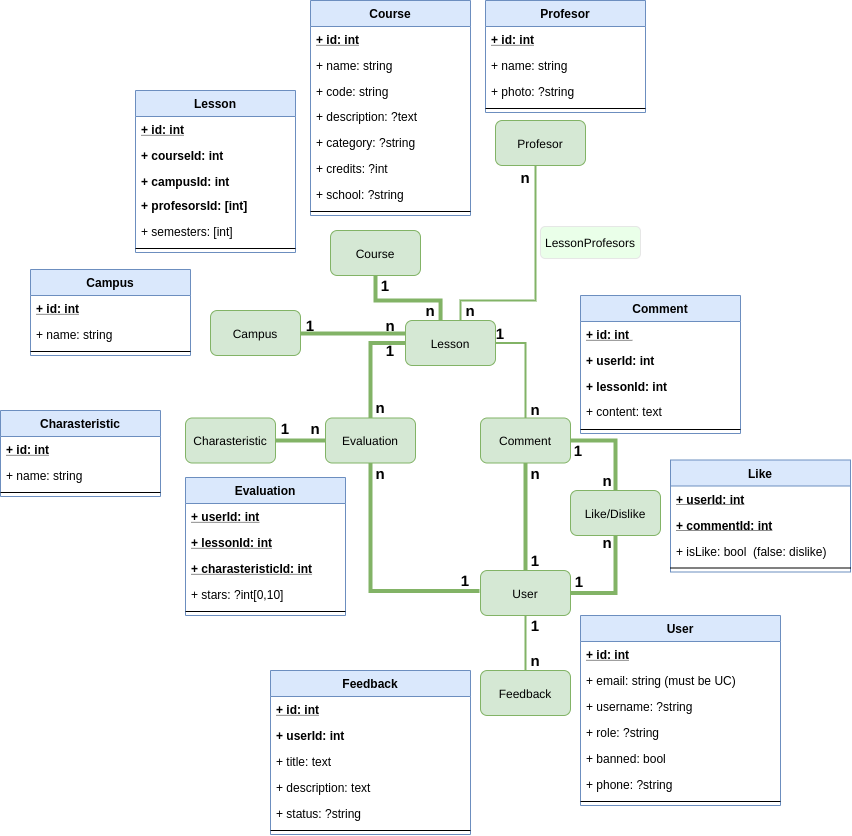 Course
+ id: int
+ name: string
+ code: string
+ description: ?text
+ category: ?string
+ credits: ?int
+ school: ?string
Profesor
+ id: int
+ name: string
+ photo: ?string
Lesson
+ id: int
+ courseId: int
+ campusId: int
+ profesorsId: [int]
+ semesters: [int]
Profesor
n
LessonProfesors
Course
1
n
n
Campus
+ id: int
+ name: string
Campus
1
n
Lesson
1
1
Comment
+ id: int
+ userId: int
+ lessonId: int
+ content: text
n
n
Charasteristic
+ id: int
+ name: string
Charasteristic
1
n
Evaluation
Comment
1
n
n
n
Like/Dislike
n
Like
+ userId: int
+ commentId: int
+ isLike: bool (false: dislike)
Evaluation
+ userId: int
+ lessonId: int
+ charasteristicId: int
+ stars: ?int[0,10]
1
1
User
1
1
n
Feedback
User
+ id: int
+ email: string (must be UC)
+ username: ?string
+ role: ?string
+ banned: bool
+ phone: ?string
Feedback
+ id: int
+ userId: int
+ title: text
+ description: text
+ status: ?string